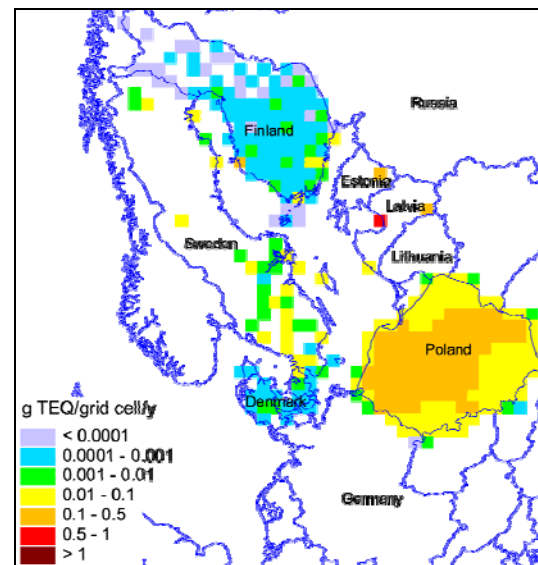 Russia
Finland
Estonia
Latvia
Sweden
Lithuania
Poland
Denmark
g TEQ/grid cell/y
< 0.0001
0.0001 - 0.001
0.001 - 0.01
0.01 - 0.1
0.1 - 0.5
0.5 - 1
> 1
Germany